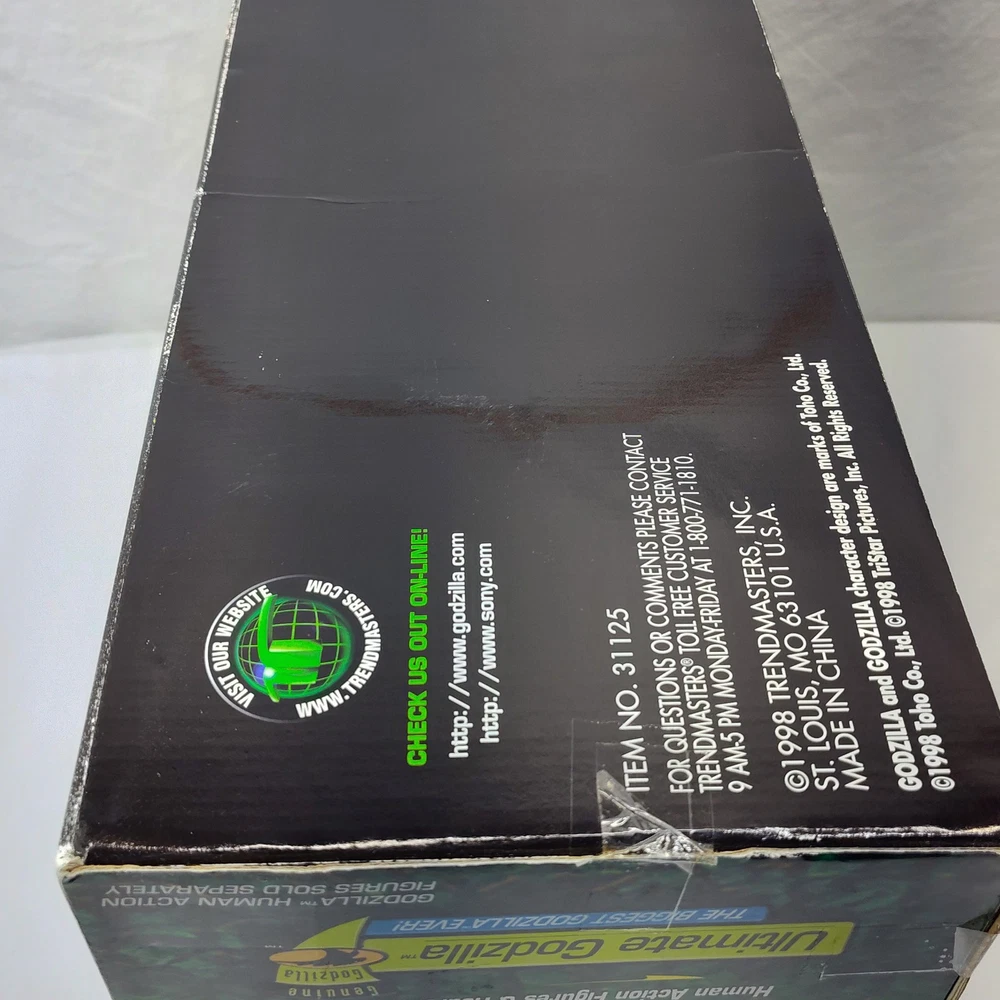 VISIT OUR WEBSITE
WWW.TRENDMASTERS.COM
CHECK US OUT ON-LINE!
http://www.godzilla.com
http://www.sony.com
ITEM NO. 31125
FOR QUESTIONS OR COMMENTS PLEASE CONTACT
TRENDMASTERS® TOLL FREE CUSTOMER SERVICE
9 AM-5 PM MONDAY-FRIDAY AT 1-800-771-1810.
©1998 TRENDMASTERS, INC.
ST. LOUIS, MO 63101 U.S.A.
MADE IN CHINA
GODZILLA and GODZILLA character design are marks of Toho Co., Ltd.
©1998 Toho Co., Ltd. ©1998 TriStar Pictures, Inc. All Rights Reserved.
GODZILLA™ HUMAN ACTION
FIGURES SOLD SEPARATELY
THE BIGGEST GODZILLA EVER!
Ultimate Godzilla™
Genuine
Godzilla
Human Action Figures